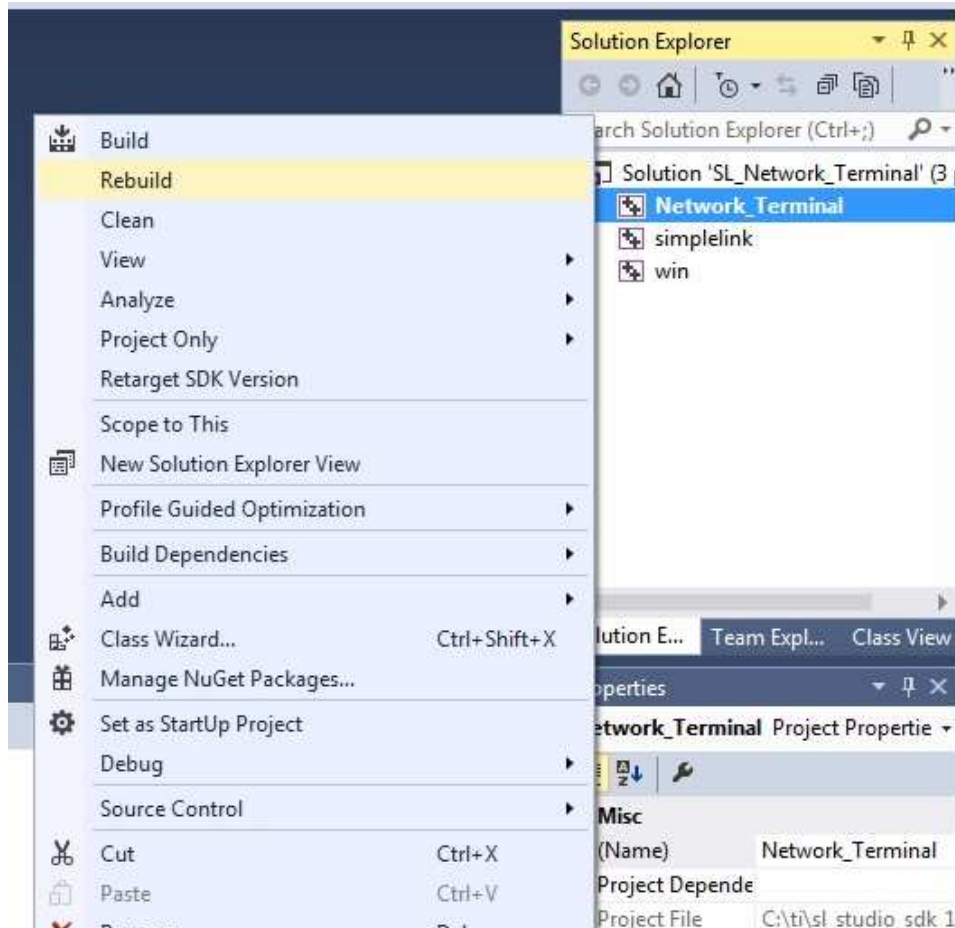 Solution Explorer
arch Solution Explorer (Ctrl+;)
Solution 'SL_Network_Terminal' (3
Network_Terminal
simplelink
win
Build
Rebuild
Clean
View
Analyze
Project Only
Retarget SDK Version
Scope to This
New Solution Explorer View
Profile Guided Optimization
Build Dependencies
Add
Class Wizard... Ctrl+Shift+X
Manage NuGet Packages...
Set as StartUp Project
Debug
Source Control
Cut Ctrl+X
Paste Ctrl+V
lution E... Team Expl... Class View
operties
etwork_Terminal Project Propertie
Misc
(Name) Network_Terminal
Project Depende
Project File C:\ti\sl_studio_sdk_1